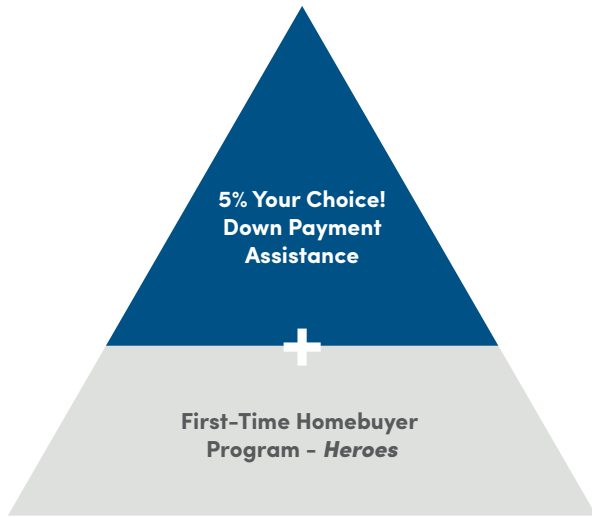 5% Your Choice!
Down Payment
Assistance
+
First-Time Homebuyer
Program - Heroes